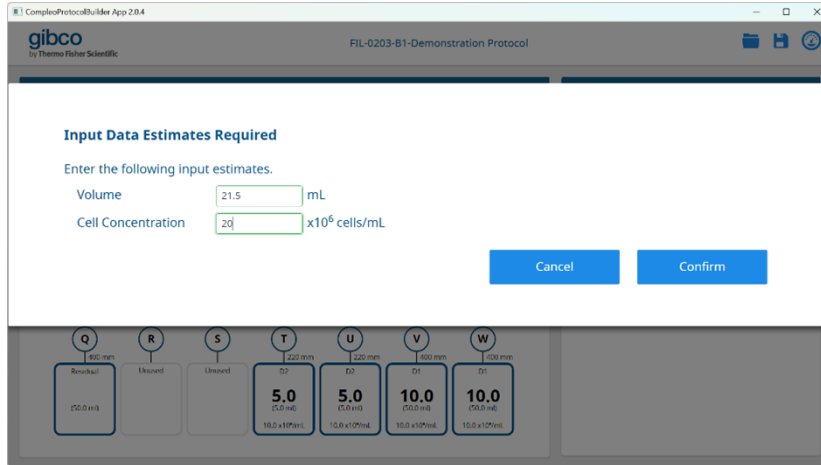 CompleoProtocolBuilder App 2.0.4
gibco
by Thermo Fisher Scientific
FIL-0203-B1-Demonstration Protocol
Input Data Estimates Required
Enter the following input estimates.
Volume 21.5 mL
Cell Concentration 20 x10⁶ cells/mL
Cancel Confirm
Q R S T U V W
400 mm 220 mm 220 mm 400 mm 400 mm
Residual Unused Unused D2 D2 D1 D1
5.0 5.0 10.0 10.0
(50.0 ml) (5.0 ml) (5.0 ml) (50.0 ml) (50.0 ml)
10.0 x10⁶/mL 10.0 x10⁶/mL 10.0 x10⁶/mL 10.0 x10⁶/mL